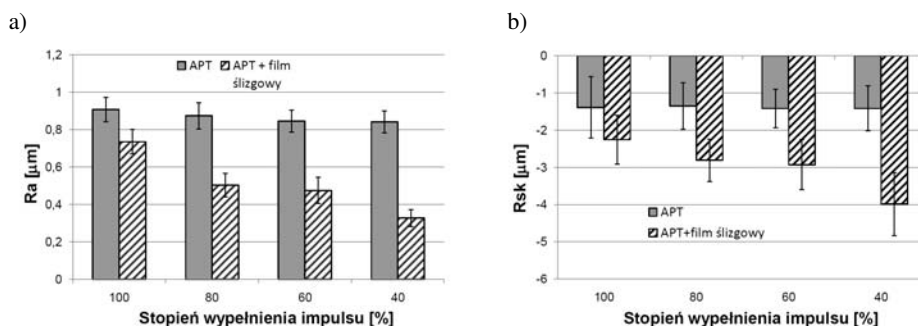 a)
1,2
1
0,8
0,6
0,4
0,2
0
Ra [µm]
APT APT + film
ślizgowy
100 80 60 40
Stopień wypełnienia impulsu [%]
b)
0
-1
-2
-3
-4
-5
-6
Rsk [µm]
APT
APT+film ślizgowy
100 80 60 40
Stopień wypełnienia impulsu [%]